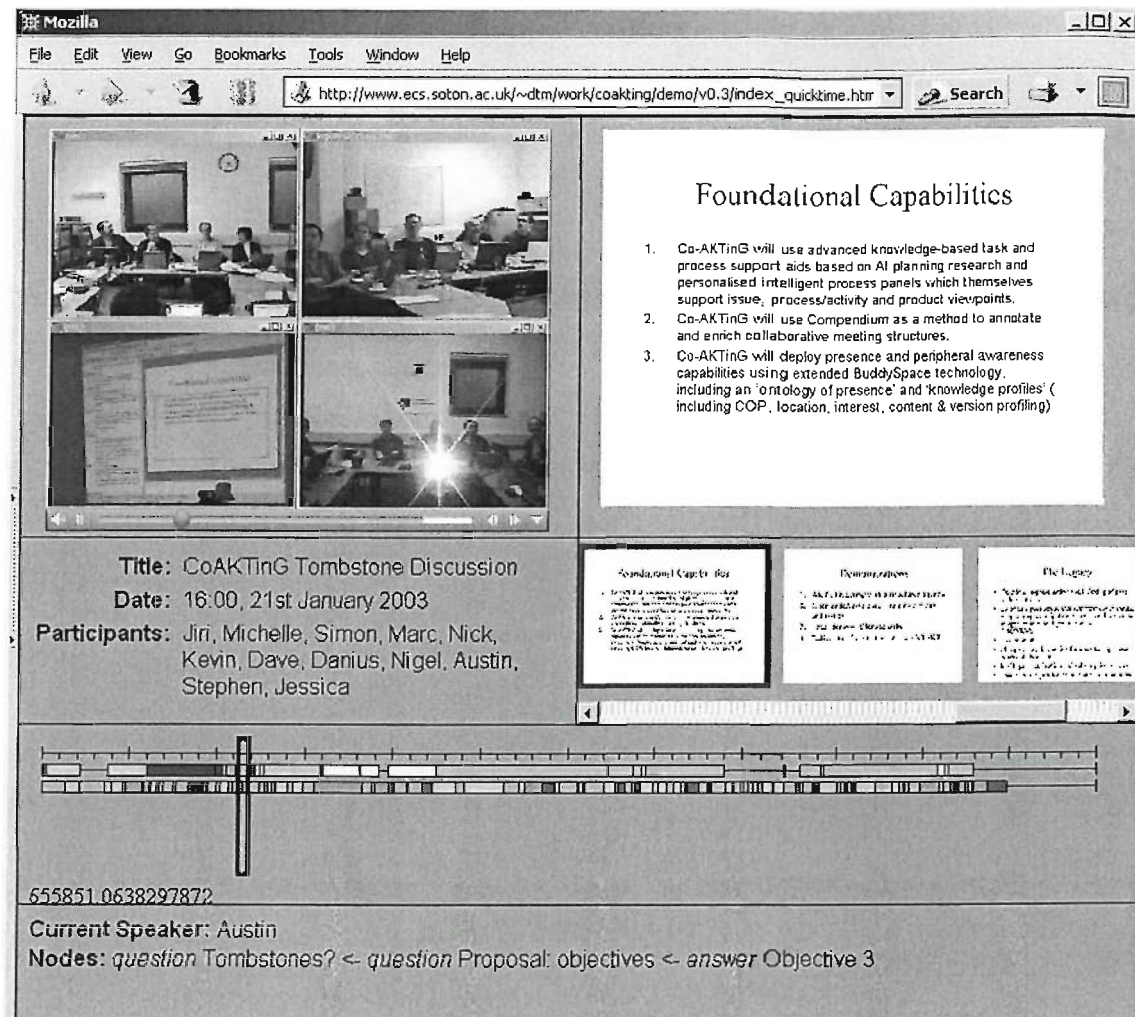 Mozilla
File Edit View Go Bookmarks Tools Window Help
http://www.ecs.soton.ac.uk/~dtm/work/coakting/demo/v0.3/index_quicktime.htm Search
Foundational Capabilities
1. Co-AKTinG will use advanced knowledge-based task and
process support aids based on AI planning research and
personalised intelligent process panels which themselves
support issue, process/activity and product viewpoints.
2. Co-AKTinG will use Compendium as a method to annotate
and enrich collaborative meeting structures.
3. Co-AKTinG will deploy presence and peripheral awareness
capabilities using extended BuddySpace technology,
including an 'ontology of presence' and 'knowledge profiles' (
including COP, location, interest, content & version profiling)
Title: CoAKTinG Tombstone Discussion
Date: 16:00, 21st January 2003
Participants: Jiri, Michelle, Simon, Marc, Nick,
Kevin, Dave, Danius, Nigel, Austin,
Stephen, Jessica
Foundational Capabilities
Demonstrations
The Legacy
655851.0638297872
Current Speaker: Austin
Nodes: question Tombstones? <- question Proposal: objectives <- answer Objective 3